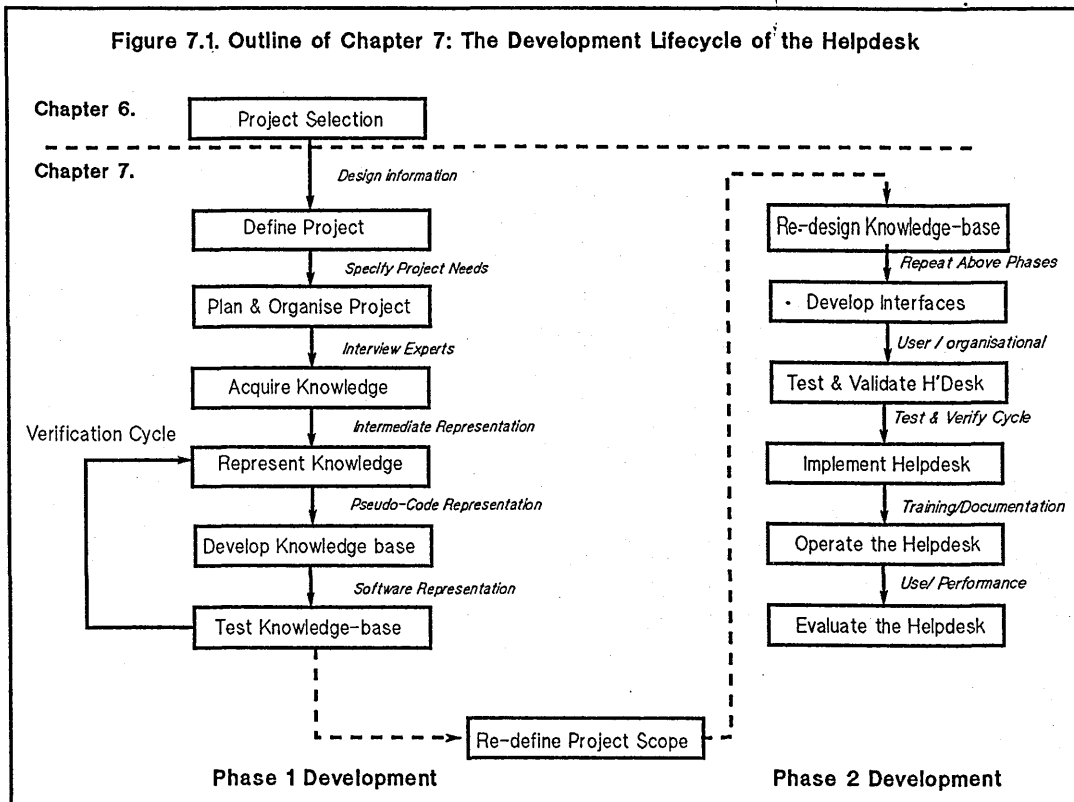 Figure 7.1. Outline of Chapter 7: The Development Lifecycle of the Helpdesk
Chapter 6.
Project Selection
Chapter 7.
Design information
Define Project
Specify Project Needs
Plan & Organise Project
Interview Experts
Acquire Knowledge
Intermediate Representation
Verification Cycle
Represent Knowledge
Pseudo-Code Representation
Develop Knowledge base
Software Representation
Test Knowledge-base
Re-define Project Scope
Phase 1 Development
Re-design Knowledge-base
Repeat Above Phases
Develop Interfaces
User / organisational
Test & Validate H'Desk
Test & Verify Cycle
Implement Helpdesk
Training/Documentation
Operate the Helpdesk
Use/ Performance
Evaluate the Helpdesk
Phase 2 Development